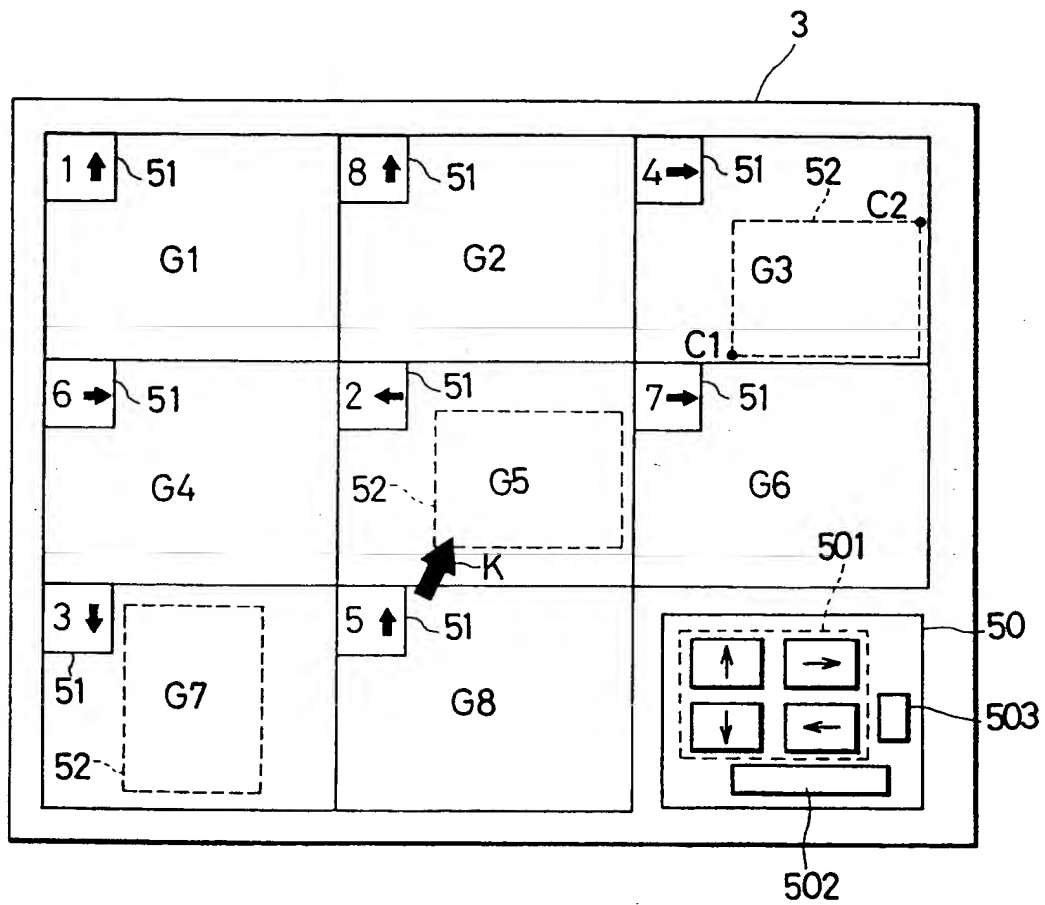 3
1 ↑ 51 8 ↑ 51 4 → 51
52 C2
G1 G2 G3
C1
6 → 51 2 ← 51 7 → 51
G4 52 G5 G6
K 501
3 ↓ 5 ↑ 51 50
51 ↑ →
G7 G8 503
52 ↓ ←
502